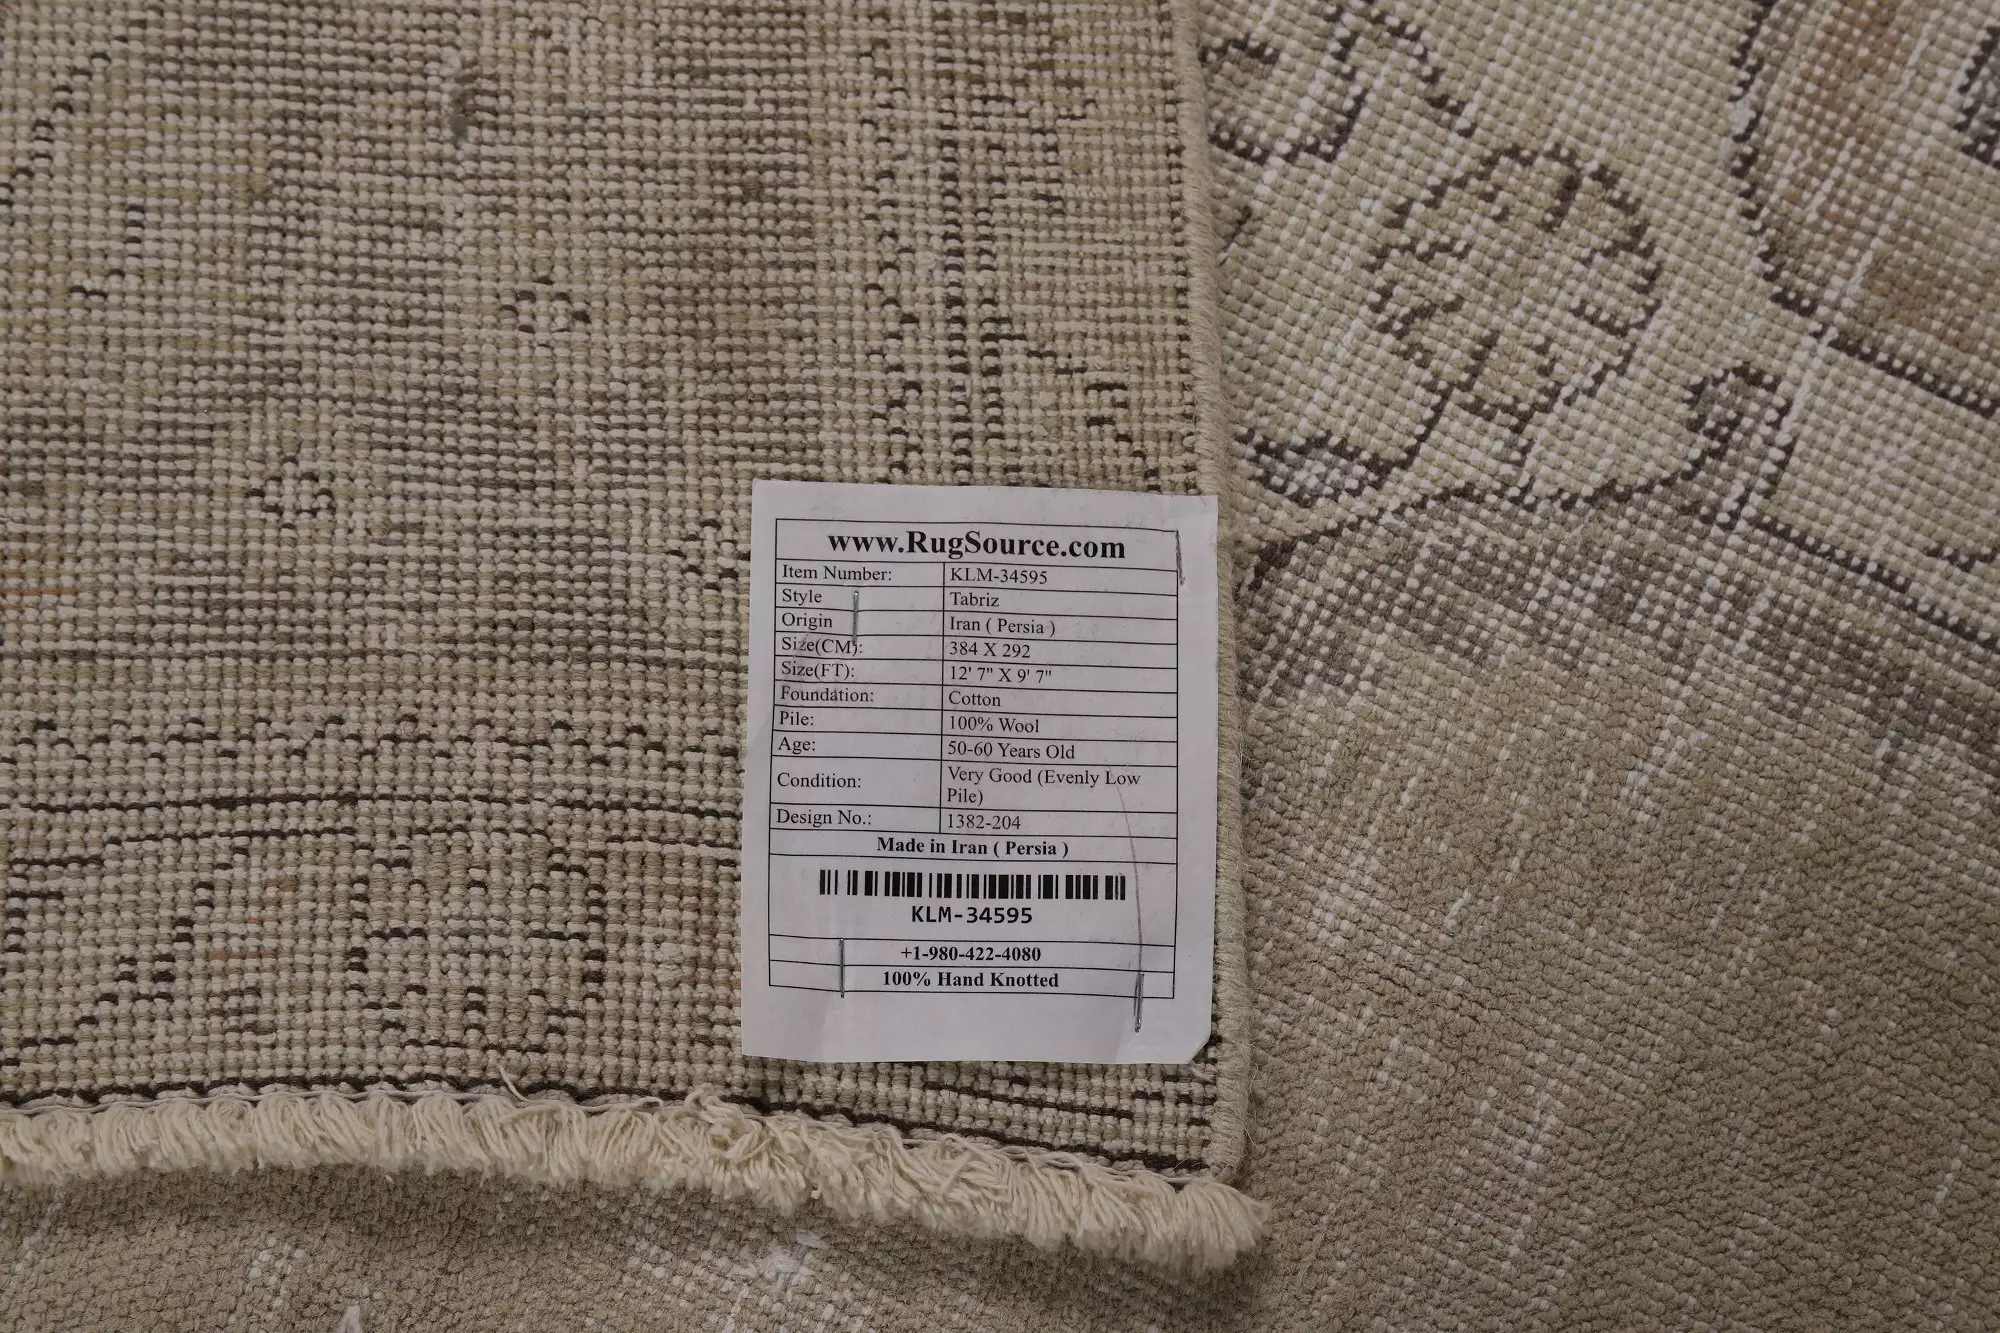 www.RugSource.com
Item Number: KLM-34595
Style Tabriz
Origin Iran ( Persia )
Size(CM): 384 X 292
Size(FT): 12' 7" X 9' 7"
Foundation: Cotton
Pile: 100% Wool
Age: 50-60 Years Old
Condition: Very Good (Evenly Low
Pile)
Design No.: 1382-204
Made in Iran ( Persia )
KLM-34595
+1-980-422-4080
100% Hand Knotted